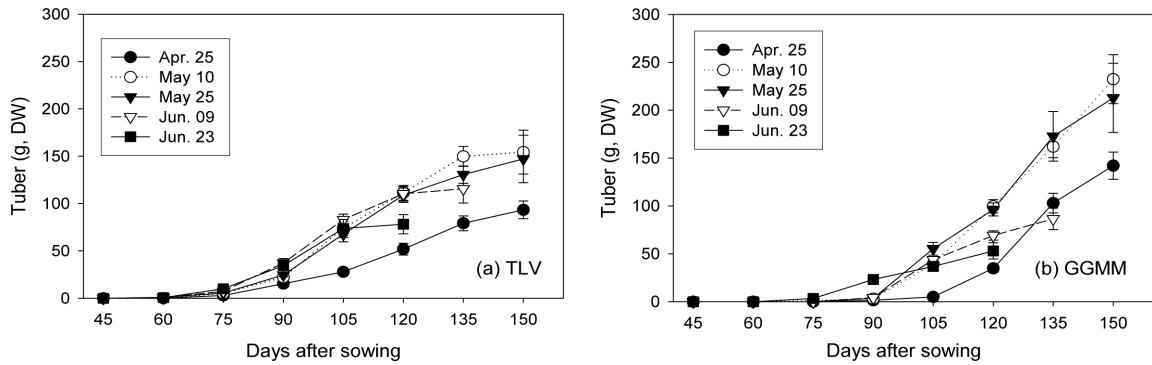 300
250
200
150
100
50
0
Tuber (g, DW)
Apr. 25
May 10
May 25
Jun. 09
Jun. 23
(a) TLV
45 60 75 90 105 120 135 150
Days after sowing
300
250
200
150
100
50
0
Tuber (g, DW)
Apr. 25
May 10
May 25
Jun. 09
Jun. 23
(b) GGMM
45 60 75 90 105 120 135 150
Days after sowing